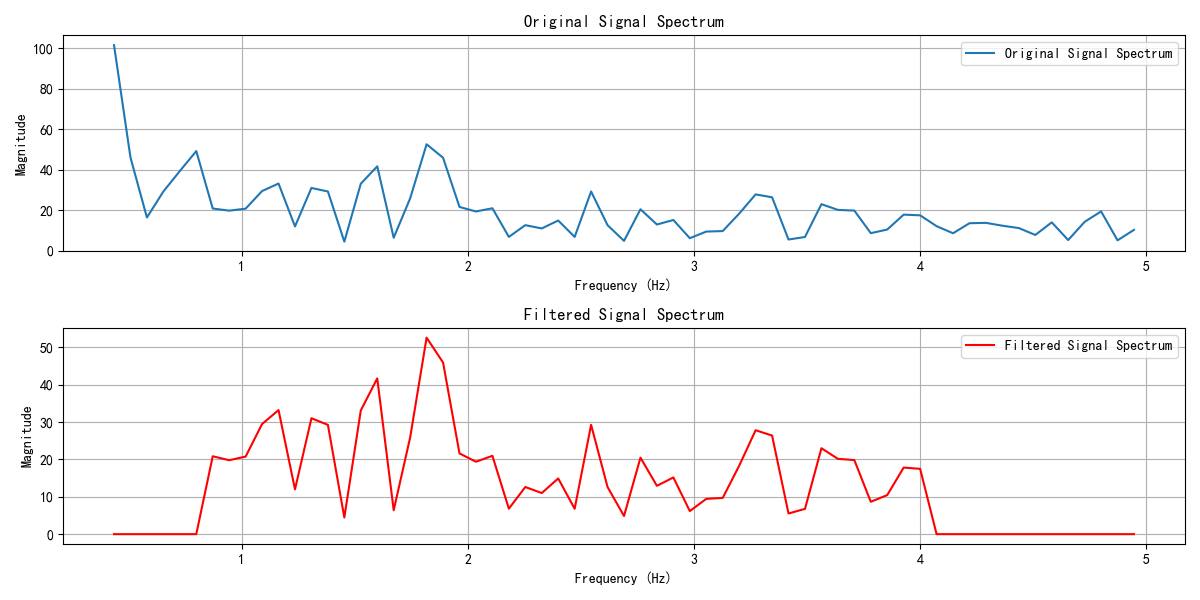 Original Signal Spectrum
100
80
60
40
20
0
Magnitude
Original Signal Spectrum
1 2 3 4 5
Frequency (Hz)
Filtered Signal Spectrum
50
40
30
20
10
0
Magnitude
Filtered Signal Spectrum
1 2 3 4 5
Frequency (Hz)